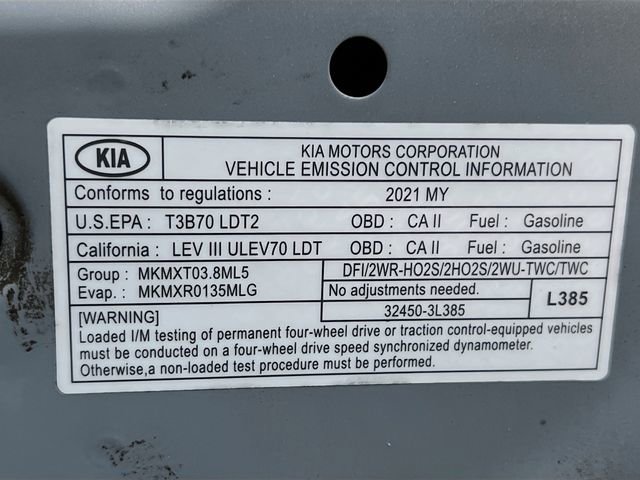 KIA
KIA MOTORS CORPORATION
VEHICLE EMISSION CONTROL INFORMATION
Conforms to regulations : 2021 MY
U.S.EPA : T3B70 LDT2 OBD : CA II Fuel : Gasoline
California : LEV III ULEV70 LDT OBD : CA II Fuel : Gasoline
Group : MKMXT03.8ML5
Evap. : MKMXR0135MLG
DFI/2WR-HO2S/2HO2S/2WU-TWC/TWC
No adjustments needed.
32450-3L385
L385
[WARNING]
Loaded I/M testing of permanent four-wheel drive or traction control-equipped vehicles
must be conducted on a four-wheel drive speed synchronized dynamometer.
Otherwise,a non-loaded test procedure must be performed.